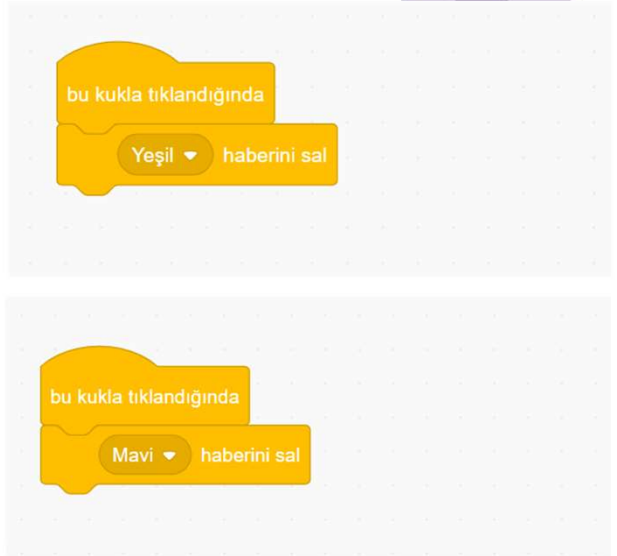 bu kukla tıklandığında
Yeşil haberini sal
bu kukla tıklandığında
Mavi haberini sal